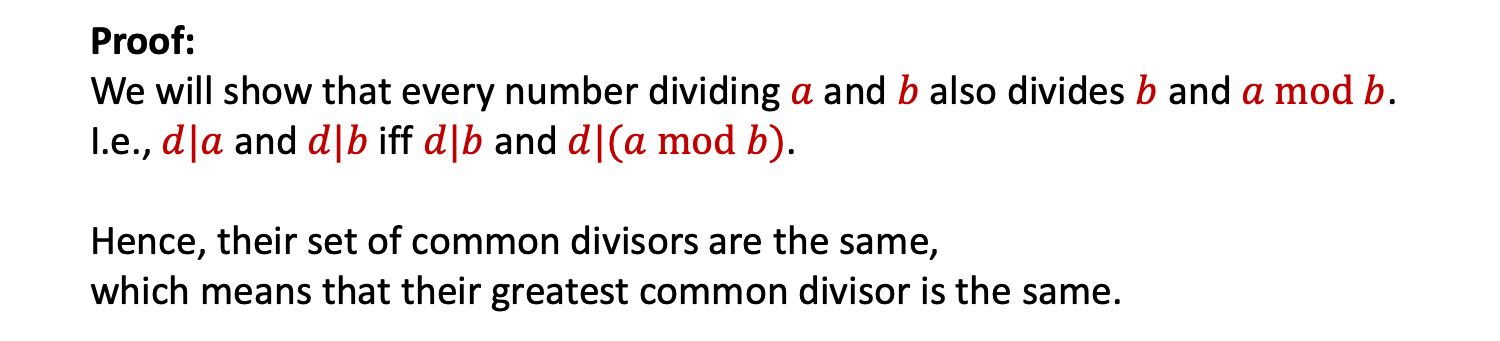 Proof:
We will show that every number dividing a and b also divides b and a mod b.
I.e., d|a and d|b iff d|b and d|(a mod b).
Hence, their set of common divisors are the same,
which means that their greatest common divisor is the same.